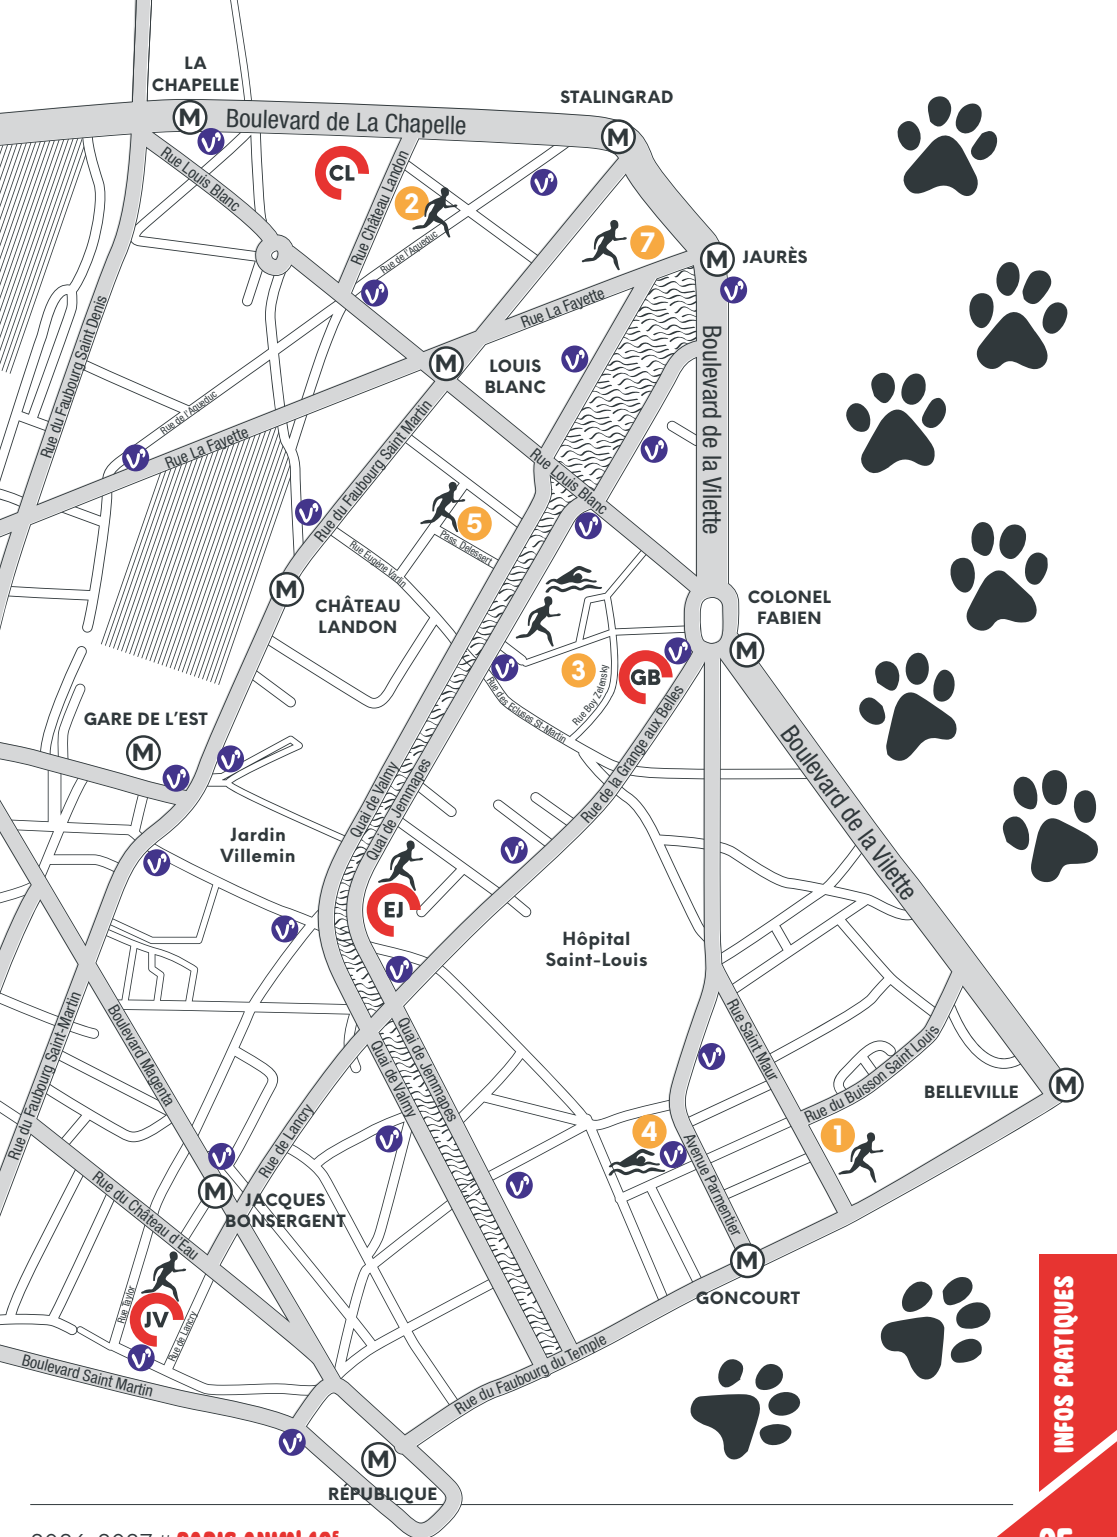 LA
CHAPELLE
M
Boulevard de La Chapelle
STALINGRAD
M
Rue Louis Blanc
CL
Rue Château Landon
2
Rue de l'Aqueduc
7
M
JAURÈS
Rue La Fayette
Rue du Faubourg Saint Denis
M
LOUIS
BLANC
Boulevard de la Vilette
Rue de l'Aqueduc
Rue La Fayette
Rue du Faubourg Saint Martin
Rue Louis Blanc
5
Pass. Delessert
Rue Eugène Varlin
M
CHÂTEAU
LANDON
COLONEL
FABIEN
M
3
GB
Rue Boy Zelensky
Rue des Ecluses St-Martin
Rue de la Grange aux Belles
GARE DE L'EST
M
Quai de Valmy
Quai de Jemmapes
Boulevard de la Vilette
Jardin
Villemin
EJ
Hôpital
Saint-Louis
Rue du Faubourg Saint-Martin
Boulevard Magenta
Quai de Jemmapes
Quai de Valmy
Rue Saint Maur
Rue du Buisson Saint Louis
BELLEVILLE
M
Rue de Lancry
4
1
Avenue Parmentier
Rue du Château d'Eau
M
JACQUES
BONSERGENT
M
GONCOURT
Rue Taylor
JV
Rue de Lancry
Boulevard Saint Martin
Rue du Faubourg du Temple
M
RÉPUBLIQUE
INFOS PRATIQUES